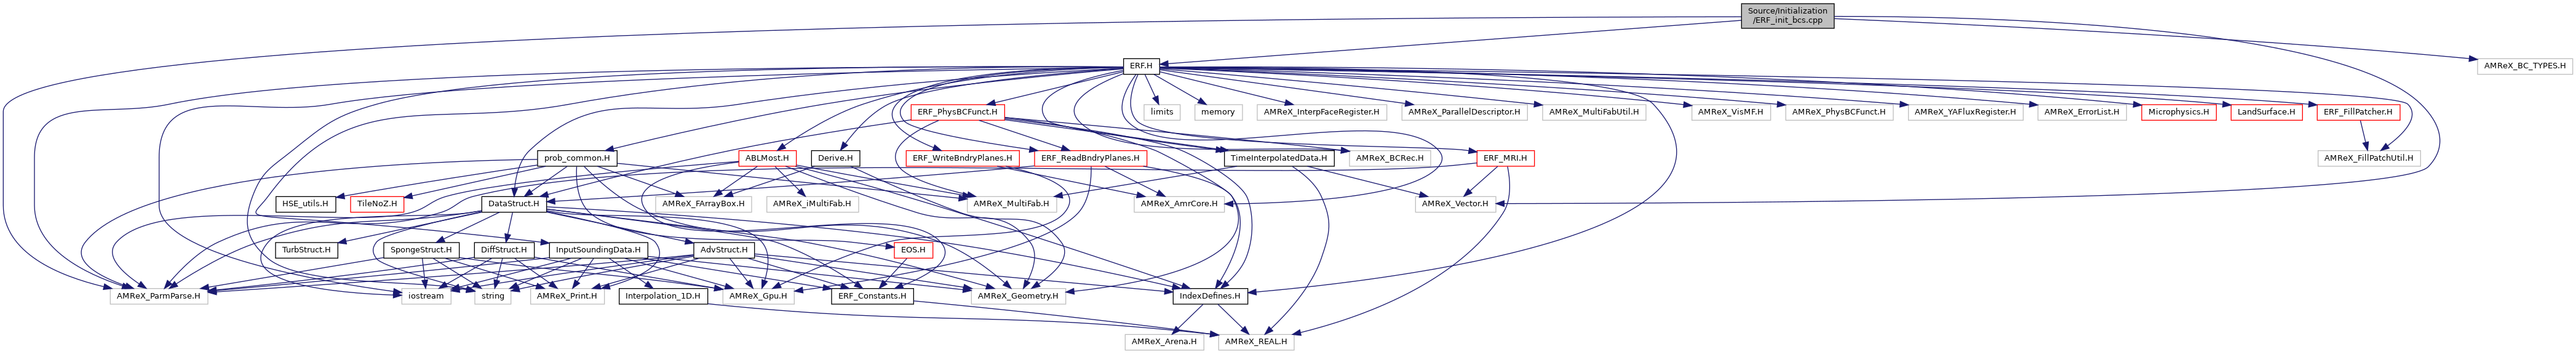 Source/Initialization
/ERF_init_bcs.cpp
ERF.H
AMReX_BC_TYPES.H
ERF_PhysBCFunct.H
limits
memory
AMReX_InterpFaceRegister.H
AMReX_ParallelDescriptor.H
AMReX_MultiFabUtil.H
AMReX_VisMF.H
AMReX_PhysBCFunct.H
AMReX_YAFluxRegister.H
AMReX_ErrorList.H
Microphysics.H
LandSurface.H
ERF_FillPatcher.H
prob_common.H
ABLMost.H
Derive.H
ERF_WriteBndryPlanes.H
ERF_ReadBndryPlanes.H
TimeInterpolatedData.H
AMReX_BCRec.H
ERF_MRI.H
AMReX_FillPatchUtil.H
HSE_utils.H
TileNoZ.H
DataStruct.H
AMReX_FArrayBox.H
AMReX_iMultiFab.H
AMReX_MultiFab.H
AMReX_AmrCore.H
AMReX_Vector.H
TurbStruct.H
SpongeStruct.H
DiffStruct.H
InputSoundingData.H
AdvStruct.H
EOS.H
AMReX_ParmParse.H
iostream
string
AMReX_Print.H
Interpolation_1D.H
AMReX_Gpu.H
ERF_Constants.H
AMReX_Geometry.H
IndexDefines.H
AMReX_Arena.H
AMReX_REAL.H